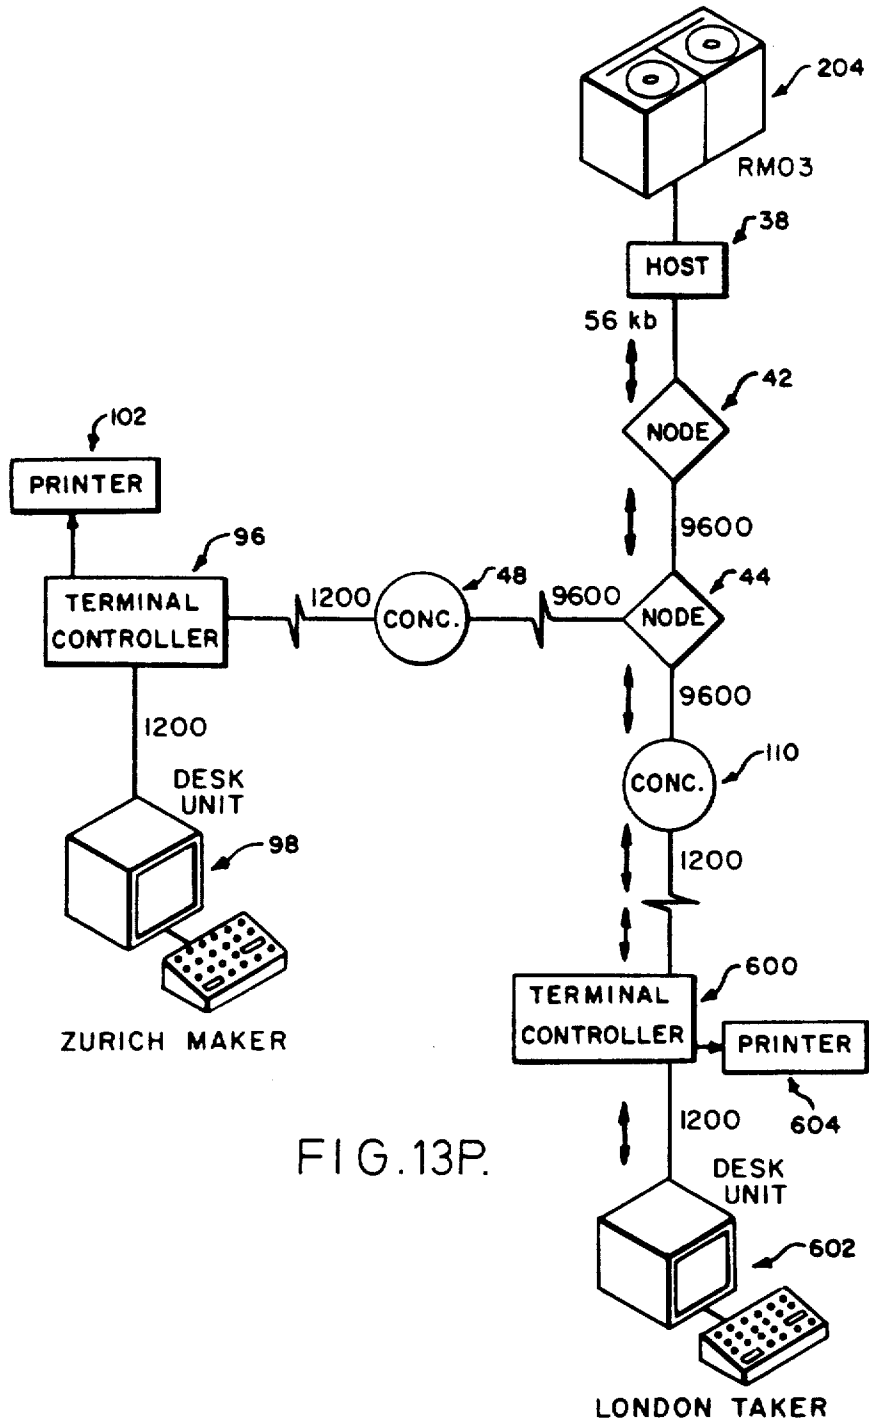 204
RM03
38
HOST
56 kb
42
NODE
102
PRINTER
9600
96
48
44
TERMINAL
CONTROLLER
1200
CONC.
9600
NODE
9600
1200
110
DESK
UNIT
CONC.
98
1200
600
TERMINAL
CONTROLLER
ZURICH MAKER
PRINTER
604
1200
FIG.13P.
DESK
UNIT
602
LONDON TAKER